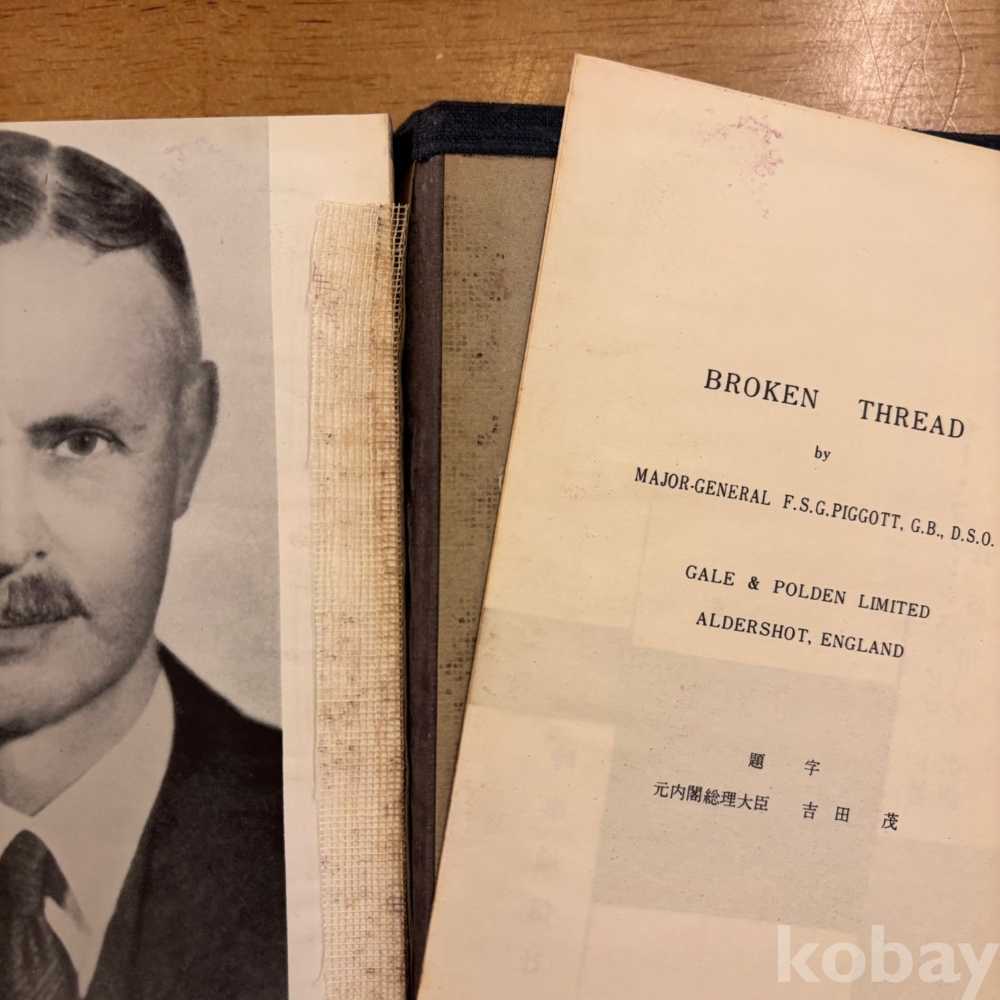 BROKEN THREAD
by
MAJOR-GENERAL F.S.G.PIGGOTT, G.B., D.S.O.
GALE & POLDEN LIMITED
ALDERSHOT, ENGLAND
題 字
元内閣総理大臣 吉 田 茂
kobay